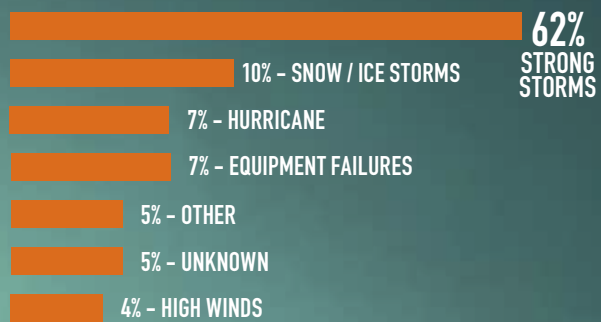 62%
STRONG
STORMS
10% - SNOW / ICE STORMS
7% - HURRICANE
7% - EQUIPMENT FAILURES
5% - OTHER
5% - UNKNOWN
4% - HIGH WINDS